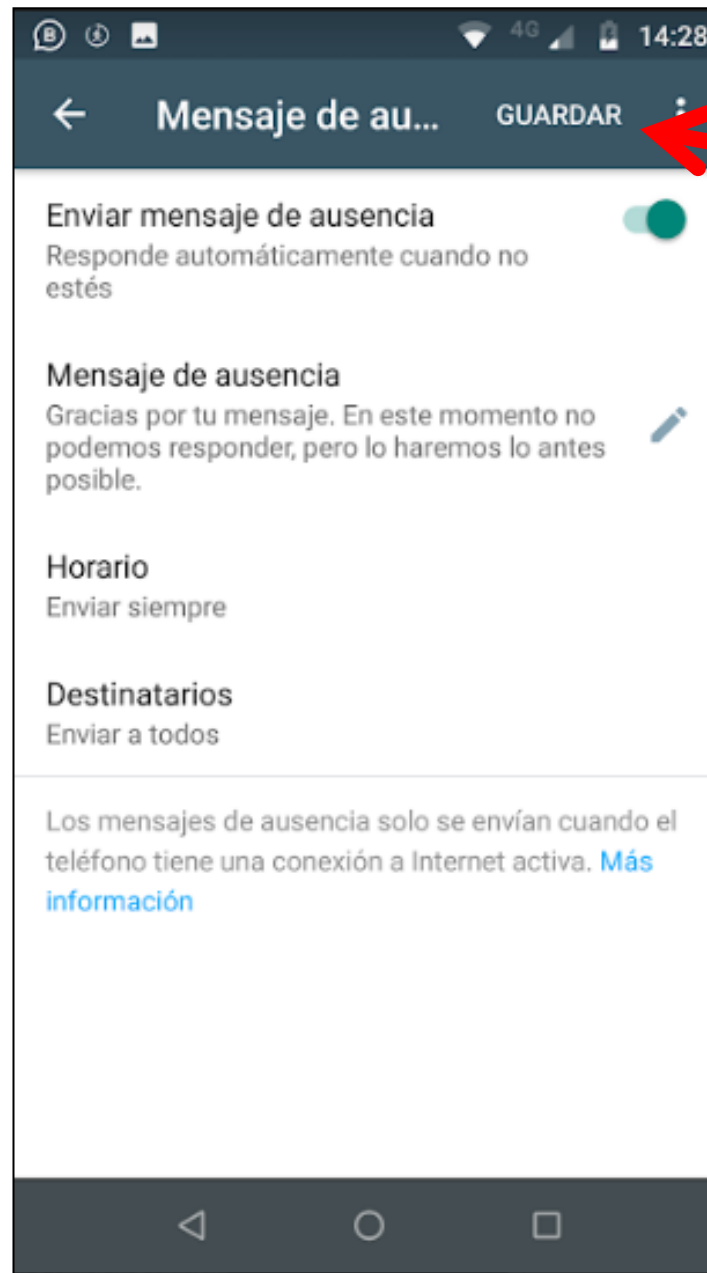 4G 14:28
Mensaje de au... GUARDAR
Enviar mensaje de ausencia
Responde automáticamente cuando no
estés
Mensaje de ausencia
Gracias por tu mensaje. En este momento no
podemos responder, pero lo haremos lo antes
posible.
Horario
Enviar siempre
Destinatarios
Enviar a todos
Los mensajes de ausencia solo se envían cuando el
teléfono tiene una conexión a Internet activa. Más
información